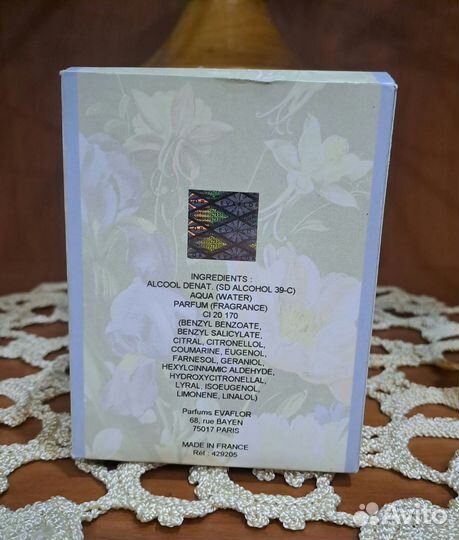 INGREDIENTS :
ALCOOL DENAT. (SD ALCOHOL 39-C)
AQUA (WATER)
PARFUM (FRAGRANCE)
CI 20 170
(BENZYL BENZOATE,
BENZYL SALICYLATE,
CITRAL, CITRONELLOL,
COUMARINE, EUGENOL,
FARNESOL, GERANIOL,
HEXYLCINNAMIC ALDEHYDE,
HYDROXYCITRONELLAL,
LYRAL, ISOEUGENOL,
LIMONENE, LINALOL)
Parfums EVAFLOR
68, rue BAYEN
75017 PARIS
MADE IN FRANCE
Réf : 429205
Avito